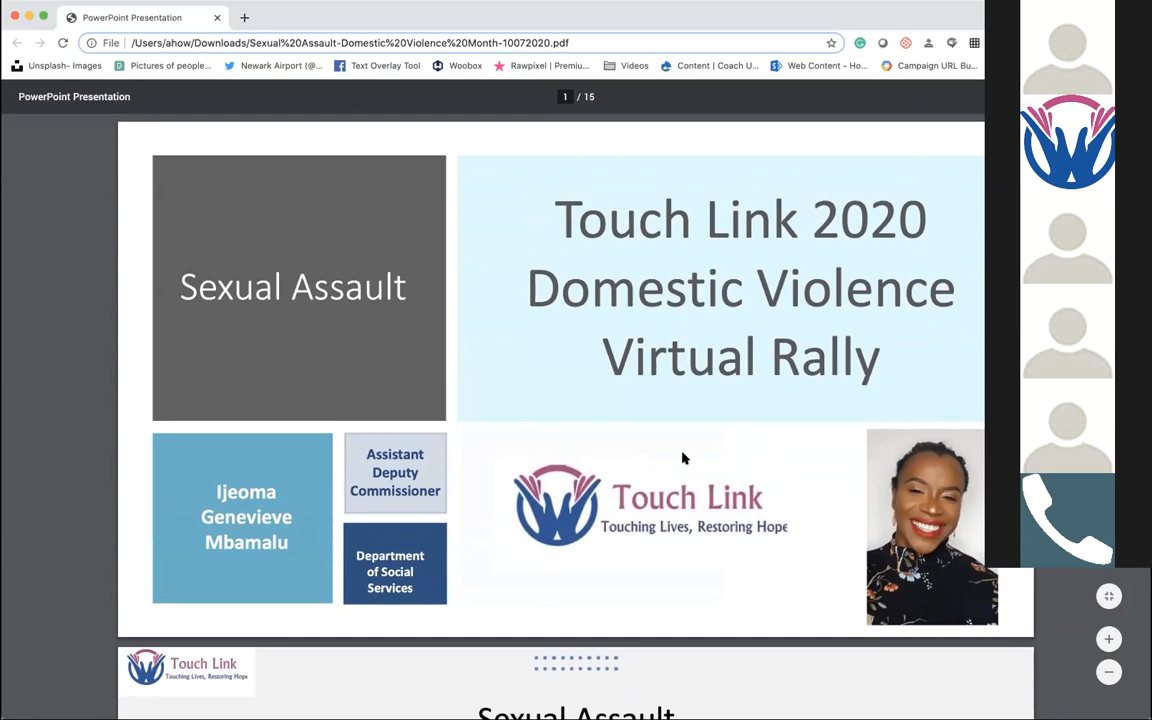 PowerPoint Presentation
File
/Users/ahow/Downloads/Sexual%20Assault-Domestic%20Violence%20Month-10072020.pdf
Unsplash- Images
Pictures of people...
Newark Airport (@...
Text Overlay Tool
Woobox
Rawpixel | Premiu...
Videos
Content | Coach U...
Web Content - Ho...
Campaign URL Bu...
PowerPoint Presentation
1 / 15
Sexual Assault
Touch Link 2020
Domestic Violence
Virtual Rally
Ijeoma
Genevieve
Mbamalu
Assistant
Deputy
Commissioner
Department
of Social
Services
Touch Link
Touching Lives, Restoring Hope
Touch Link
Touching Lives, Restoring Hope
Sexual Assault